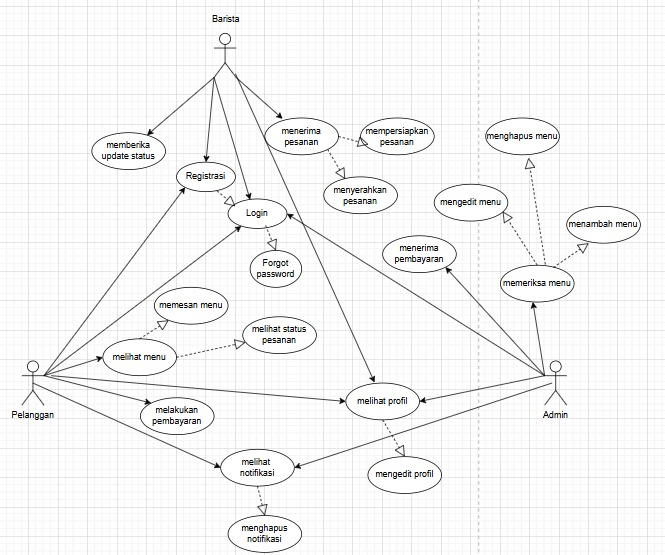 Barista
memberika
update status
menerima
pesanan
mempersiapkan
pesanan
menghapus menu
Registrasi
menyerahkan
pesanan
Login
mengedit menu
menambah menu
menerima
pembayaran
Forgot
password
memeriksa menu
memesan menu
melihat status
pesanan
melihat menu
Pelanggan
melakukan
pembayaran
melihat profil
Admin
melihat
notifikasi
mengedit profil
menghapus
notifikasi